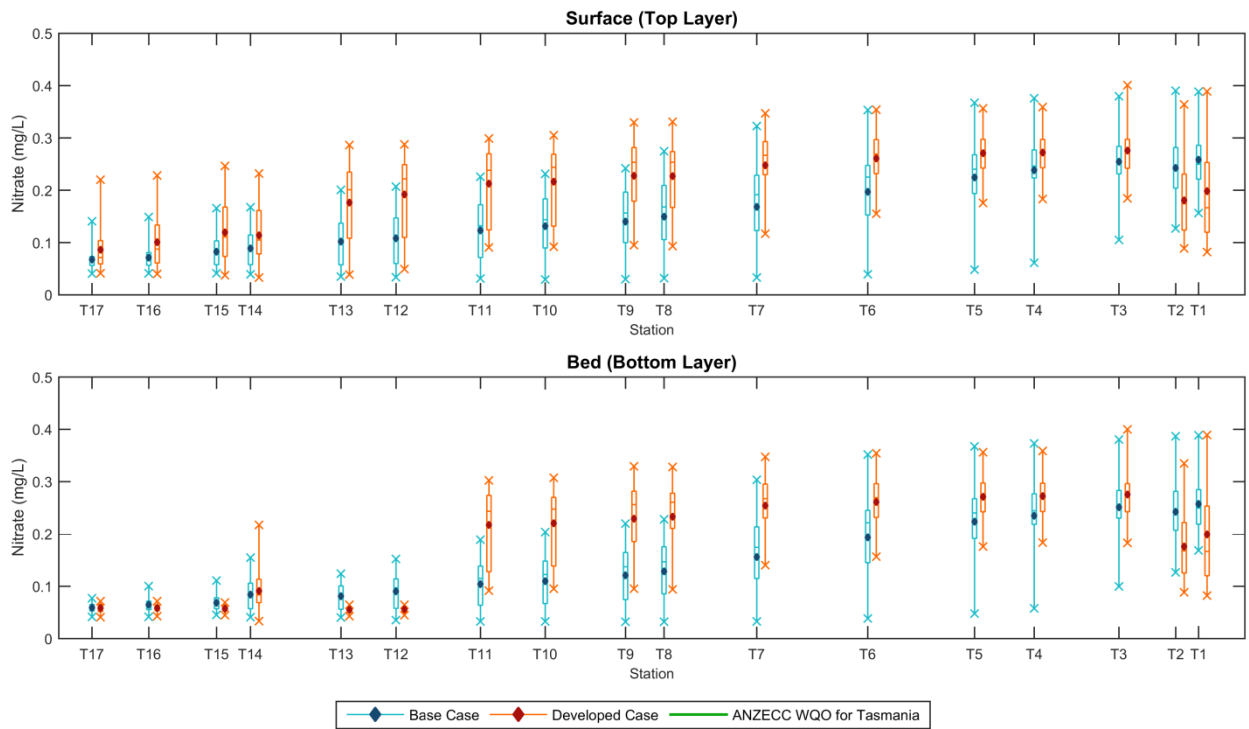 Surface (Top Layer)
0.5
0.4
0.3
0.2
0.1
0
Nitrate (mg/L)
T17 T16 T15 T14 T13 T12 T11 T10 T9 T8 T7 T6 T5 T4 T3 T2 T1
Station
Bed (Bottom Layer)
0.5
0.4
0.3
0.2
0.1
0
Nitrate (mg/L)
T17 T16 T15 T14 T13 T12 T11 T10 T9 T8 T7 T6 T5 T4 T3 T2 T1
Station
Base Case Developed Case ANZECC WQO for Tasmania